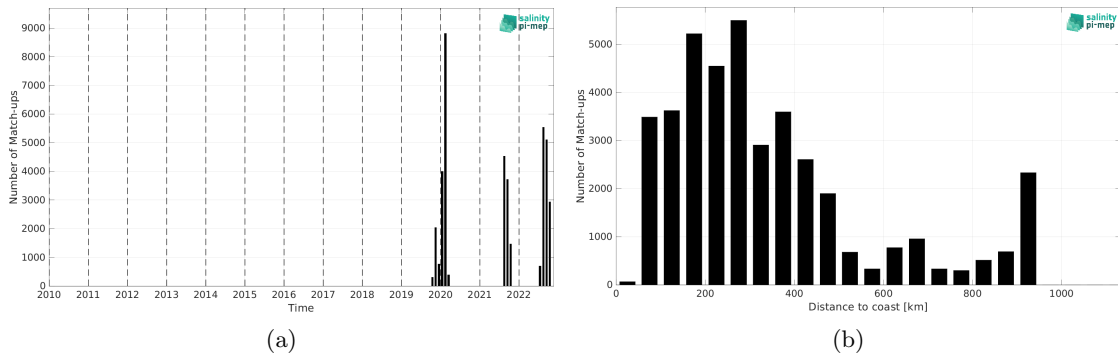 salinity
pi-mep
9000
8000
7000
6000
5000
4000
3000
2000
1000
0
Number of Match-ups
2010 2011 2012 2013 2014 2015 2016 2017 2018 2019 2020 2021 2022
Time
(a)
salinity
pi-mep
5000
4000
3000
2000
1000
0
Number of Match-ups
0 200 400 600 800 1000
Distance to coast [km]
(b)